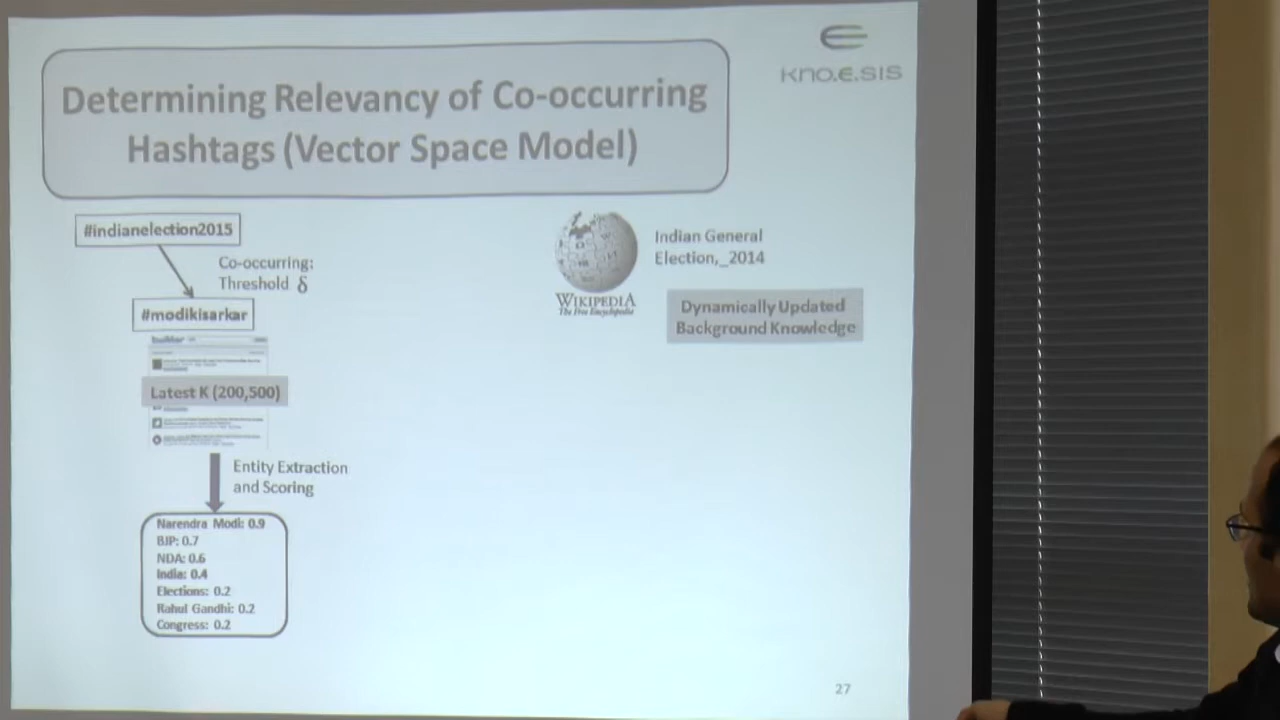 Determining Relevancy of Co-occurring
Hashtags (Vector Space Model)
kno.e.sis
#indianelection2015
Co-occurring:
Threshold δ
#modikisarkar
twitter
Latest K (200,500)
Entity Extraction
and Scoring
Narendra Modi: 0.9
BJP: 0.7
NDA: 0.6
India: 0.4
Elections: 0.2
Rahul Gandhi: 0.2
Congress: 0.2
WIKIPEDIA
The Free Encyclopedia
Indian General
Election,_2014
Dynamically Updated
Background Knowledge
27